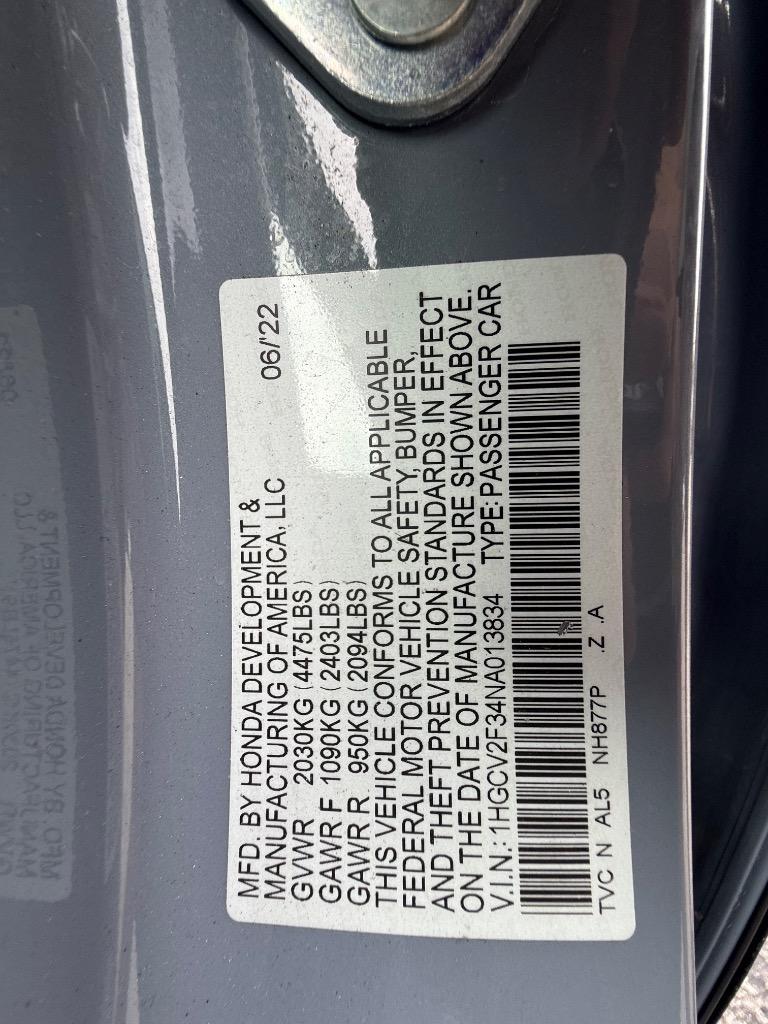 MFD. BY HONDA DEVELOPMENT &
MANUFACTURING OF AMERICA, LLC 06/'22
GVWR 2030KG (4475LBS)
GAWR F 1090KG (2403LBS)
GAWR R 950KG (2094LBS)
THIS VEHICLE CONFORMS TO ALL APPLICABLE
FEDERAL MOTOR VEHICLE SAFETY, BUMPER,
AND THEFT PREVENTION STANDARDS IN EFFECT
ON THE DATE OF MANUFACTURE SHOWN ABOVE.
V.I.N.: 1HGCV2F34NA013834 TYPE: PASSENGER CAR
TVC N AL5 NH877P .Z .A